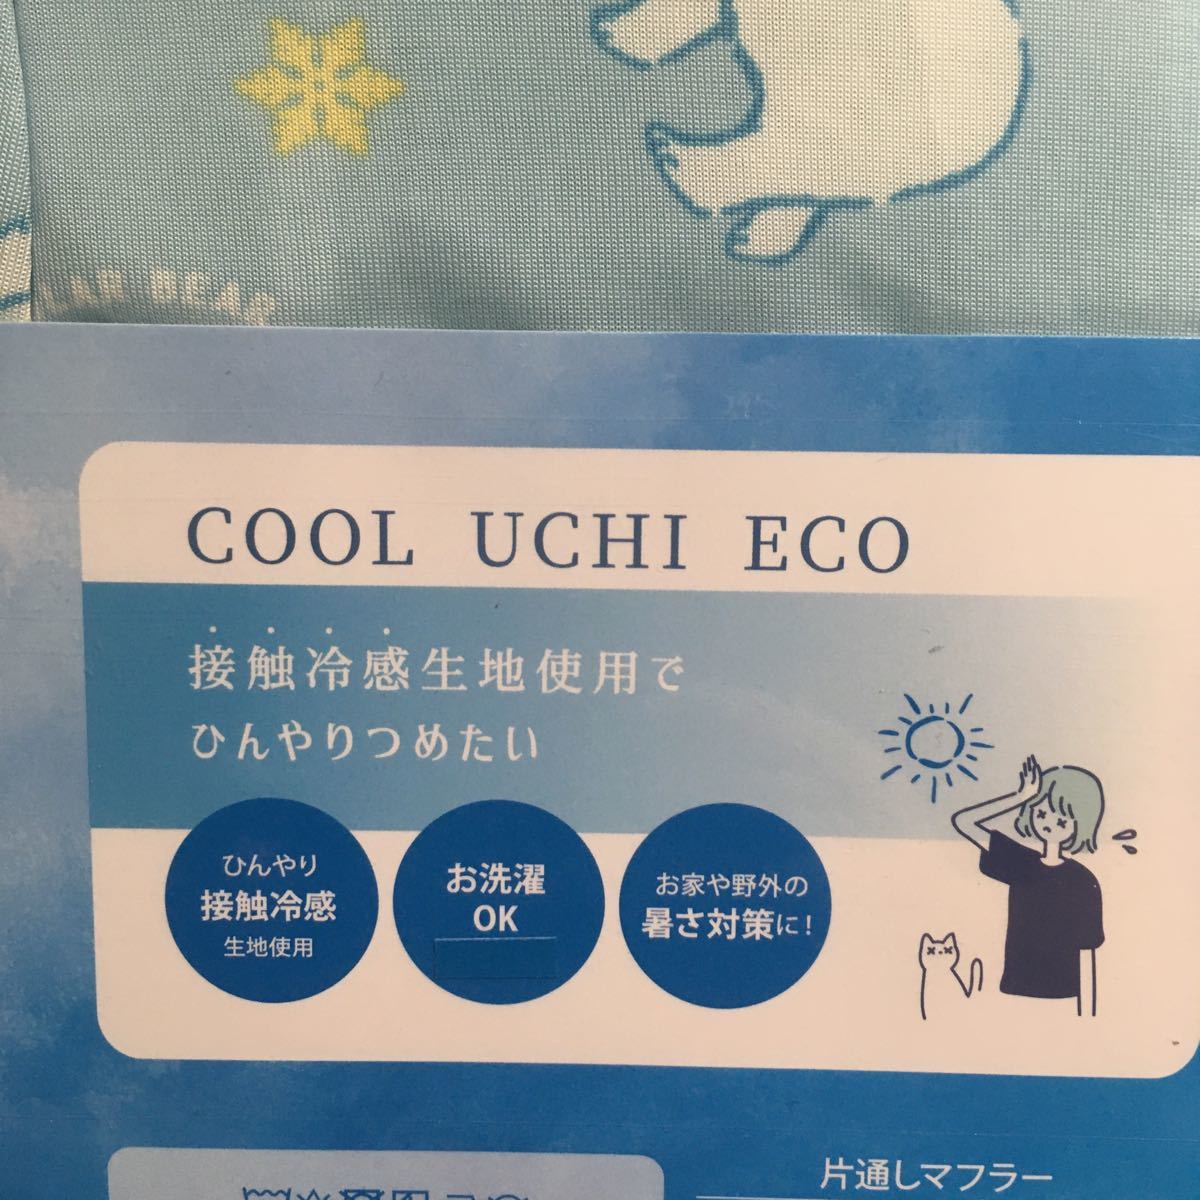 BEAR
COOL UCHI ECO
接触冷感生地使用で
ひんやりつめたい
ひんやり
接触冷感
生地使用
お洗濯
OK
お家や野外の
暑さ対策に!
片通しマフラー